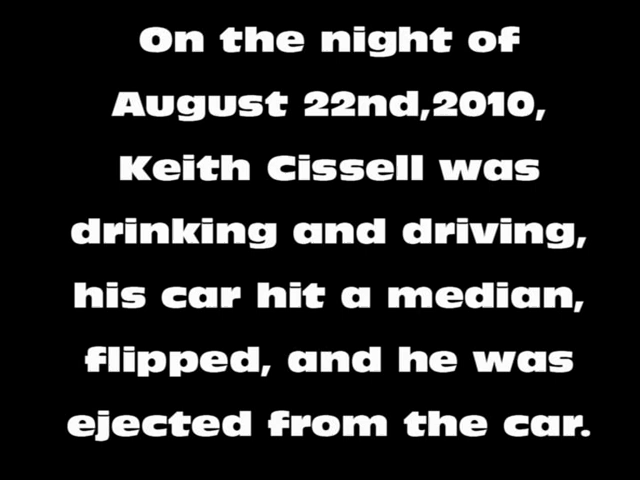 On the night of
August 22nd,2010,
Keith Cissell was
drinking and driving,
his car hit a median,
flipped, and he was
ejected from the car.